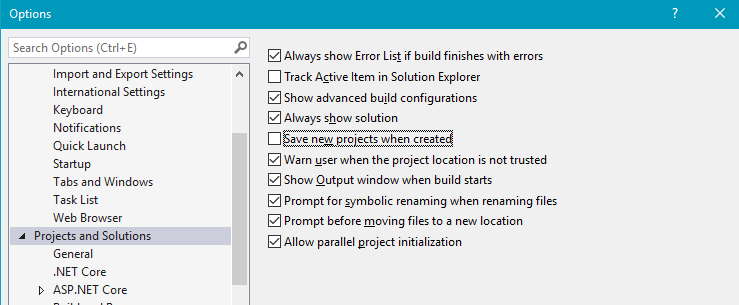 Options
Search Options (Ctrl+E)
Import and Export Settings
International Settings
Keyboard
Notifications
Quick Launch
Startup
Tabs and Windows
Task List
Web Browser
Projects and Solutions
General
.NET Core
ASP.NET Core
Always show Error List if build finishes with errors
Track Active Item in Solution Explorer
Show advanced build configurations
Always show solution
Save new projects when created
Warn user when the project location is not trusted
Show Output window when build starts
Prompt for symbolic renaming when renaming files
Prompt before moving files to a new location
Allow parallel project initialization